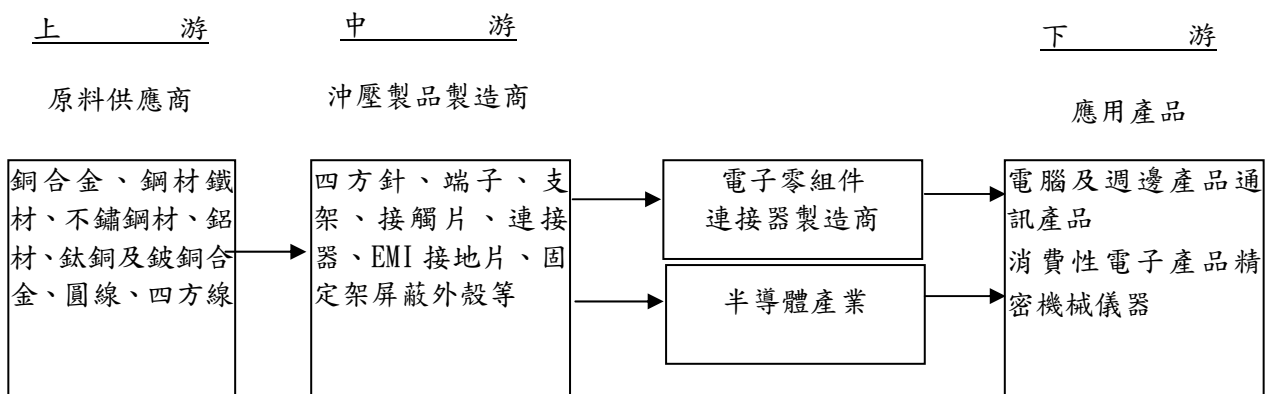 上游
中游
下游
原料供應商
沖壓製品製造商
應用產品
銅合金、鋼材鐵
材、不鏽鋼材、鋁
材、鈦銅及鈹銅合
金、圓線、四方線
四方針、端子、支
架、接觸片、連接
器、EMI接地片、固
定架屏蔽外殼等
電子零組件
連接器製造商
半導體產業
電腦及週邊產品通
訊產品
消費性電子產品精
密機械儀器